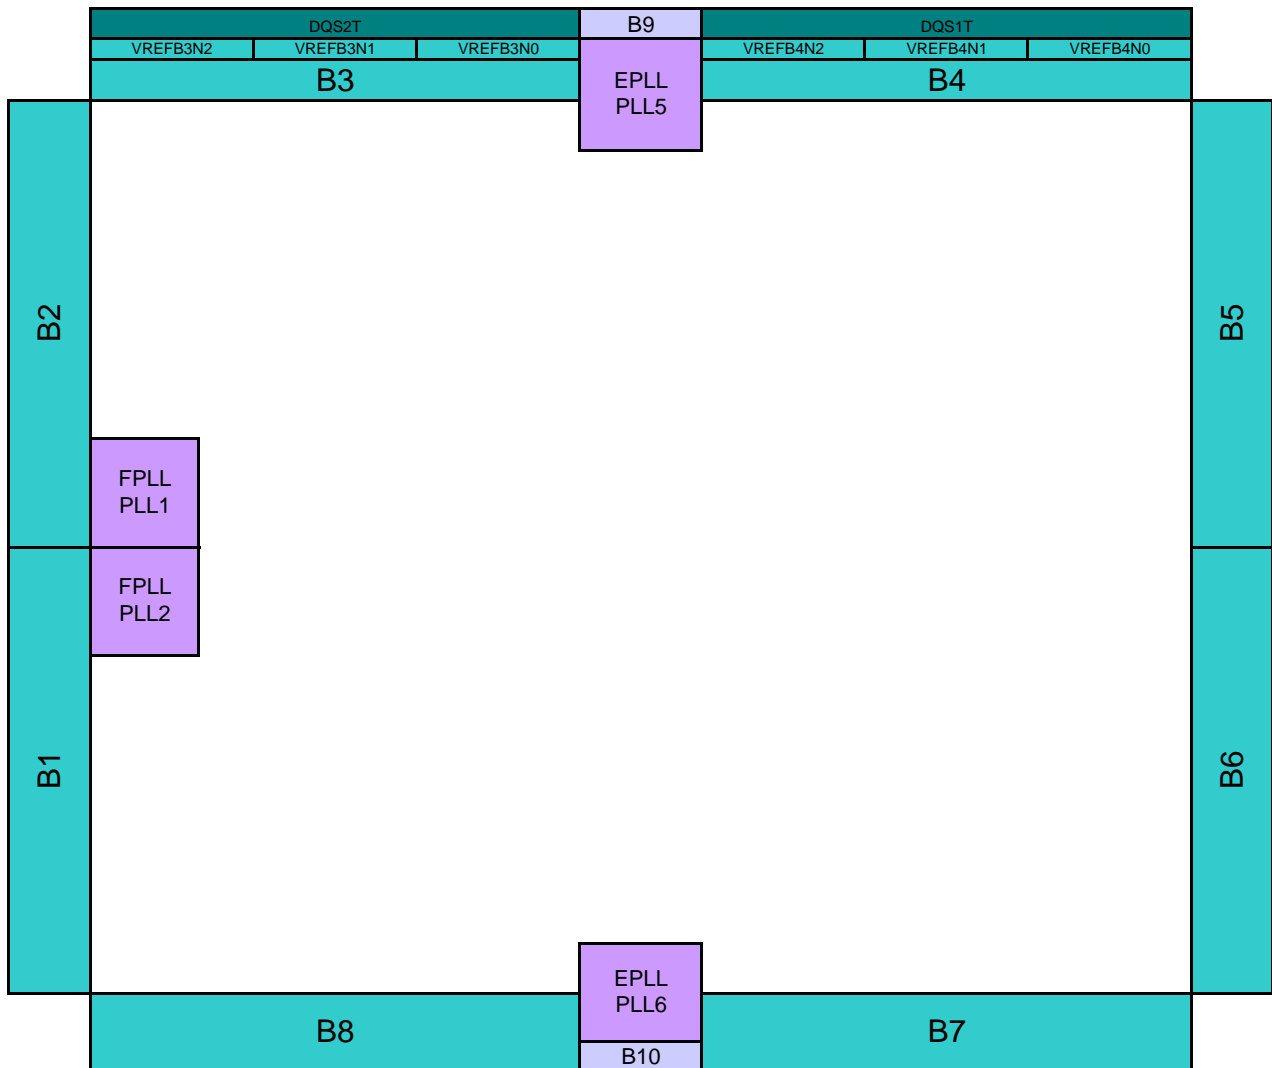 DQS2T
B9
DQS1T
VREFB3N2
VREFB3N1
VREFB3N0
VREFB4N2
VREFB4N1
VREFB4N0
B3
EPLL
PLL5
B4
B2
B5
FPLL
PLL1
FPLL
PLL2
B1
B6
EPLL
PLL6
B8
B7
B10